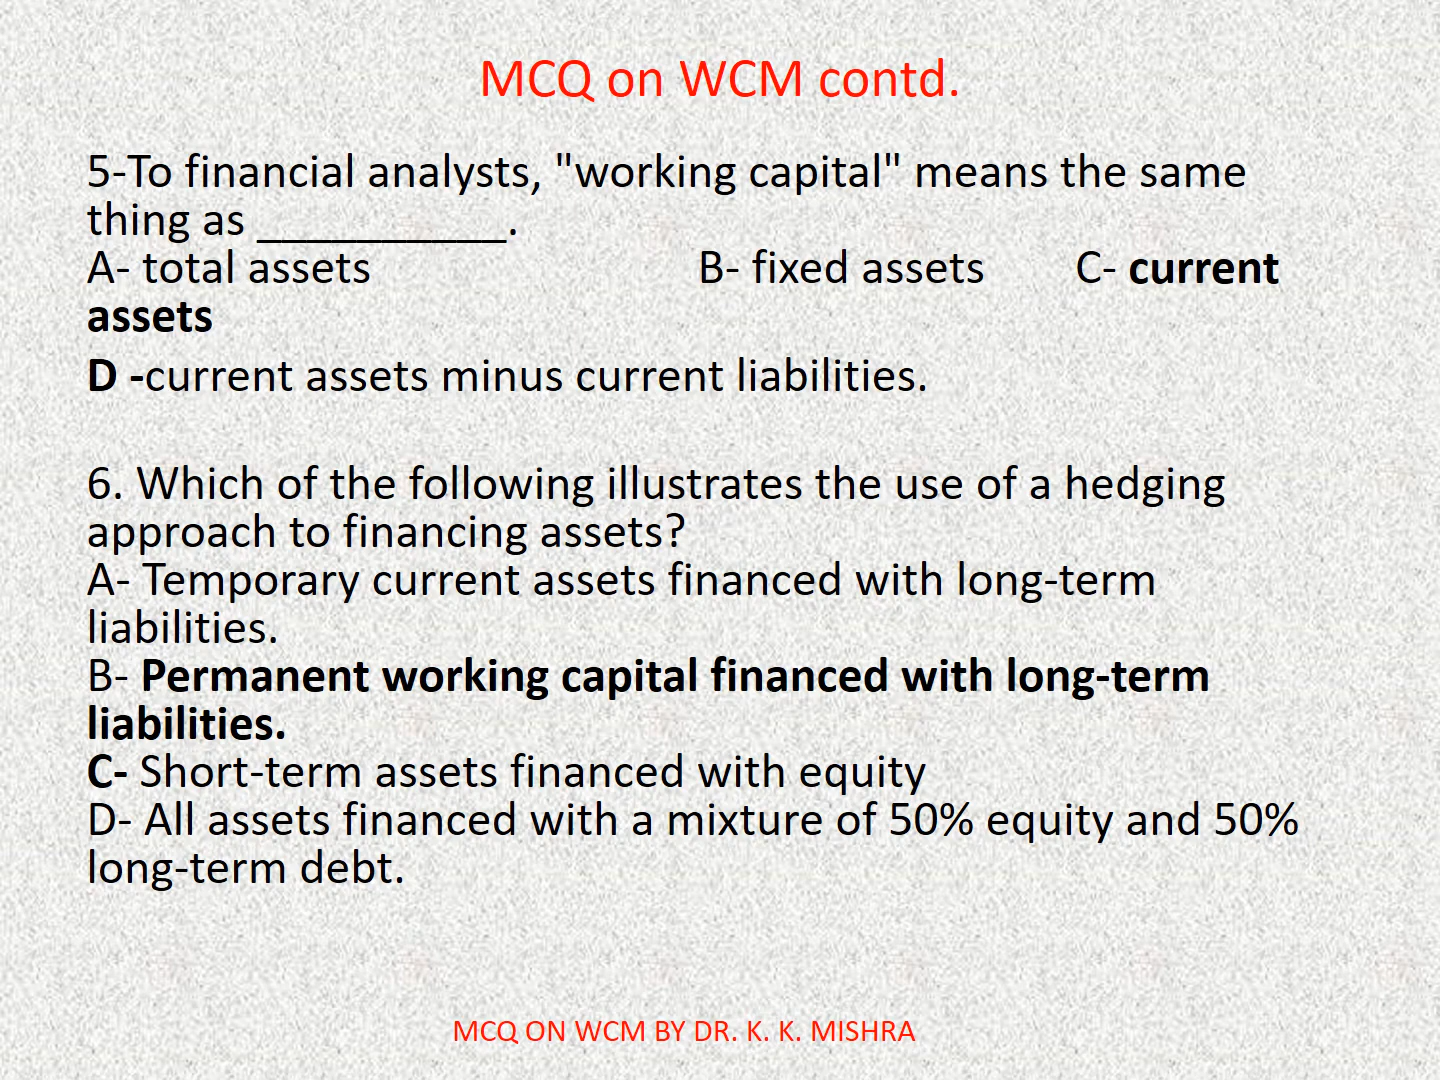 MCQ on WCM contd.
5-To financial analysts, "working capital" means the same
thing as __________.
A- total assets B- fixed assets C- current
assets
D -current assets minus current liabilities.
6. Which of the following illustrates the use of a hedging
approach to financing assets?
A- Temporary current assets financed with long-term
liabilities.
B- Permanent working capital financed with long-term
liabilities.
C- Short-term assets financed with equity
D- All assets financed with a mixture of 50% equity and 50%
long-term debt.
MCQ ON WCM BY DR. K. K. MISHRA